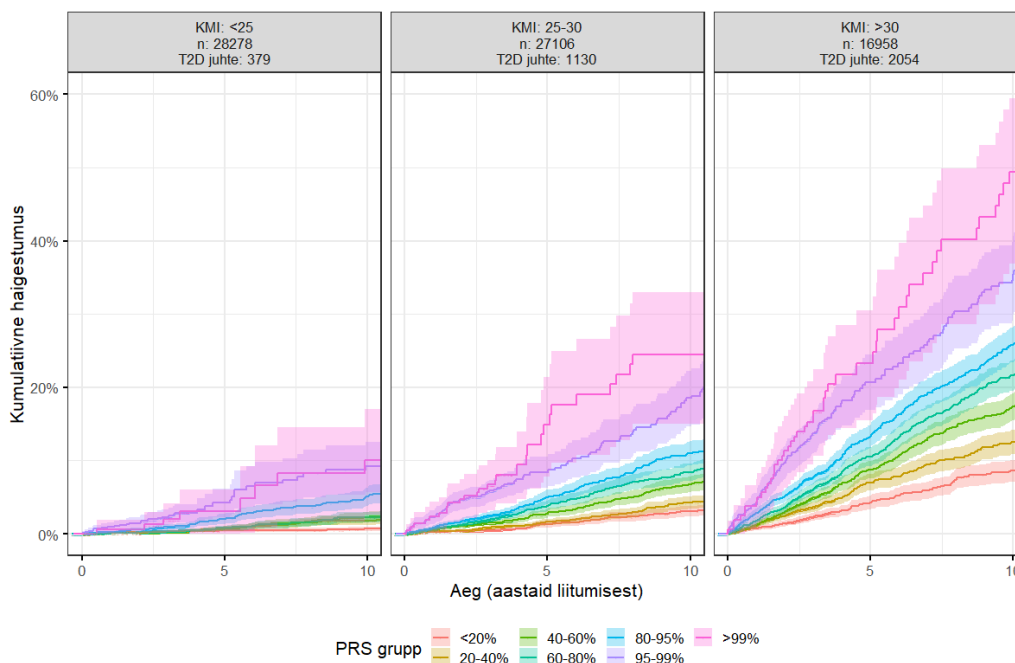 KMI: <25
n: 28278
T2D juhte: 379
KMI: 25-30
n: 27106
T2D juhte: 1130
KMI: >30
n: 16958
T2D juhte: 2054
Kumulatiivne haigestumus
60%
40%
20%
0%
0 5 10
0 5 10
0 5 10
Aeg (aastaid liitumisest)
PRS grupp
<20% 40-60% 80-95% >99%
20-40% 60-80% 95-99%